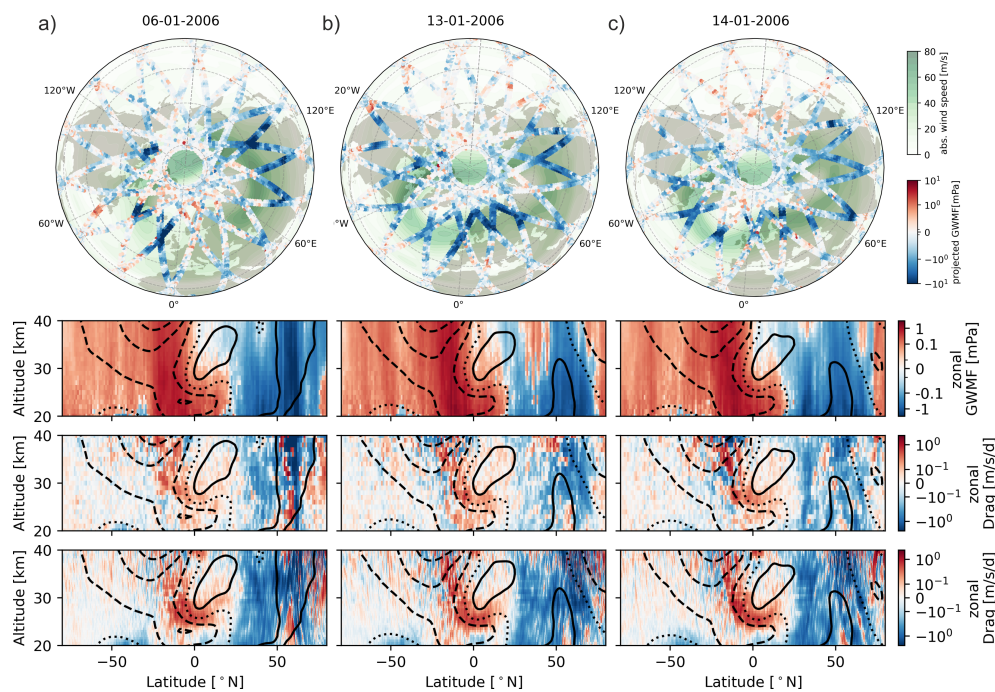 a)
06-01-2006
b)
13-01-2006
c)
14-01-2006
120°W
120°E
60°W
60°E
0°
20°W
120°E
°W
60°E
0°
120°W
120°E
60°W
60°E
0°
80
60
40
20
0
abs. wind speed [m/s]
10¹
10⁰
0
−10⁰
−10¹
projected GWMF[mPa]
Altitude [km]
40
30
20
1
0.1
0
-0.1
-1
zonal
GWMF [mPa]
Altitude [km]
40
30
20
10⁰
10⁻¹
0
−10⁻¹
−10⁰
zonal
Drag [m/s/d]
Altitude [km]
40
30
20
10⁰
10⁻¹
0
−10⁻¹
−10⁰
zonal
Drag [m/s/d]
−50 0 50
−50 0 50
−50 0 50
Latitude [°N]
Latitude [°N]
Latitude [°N]